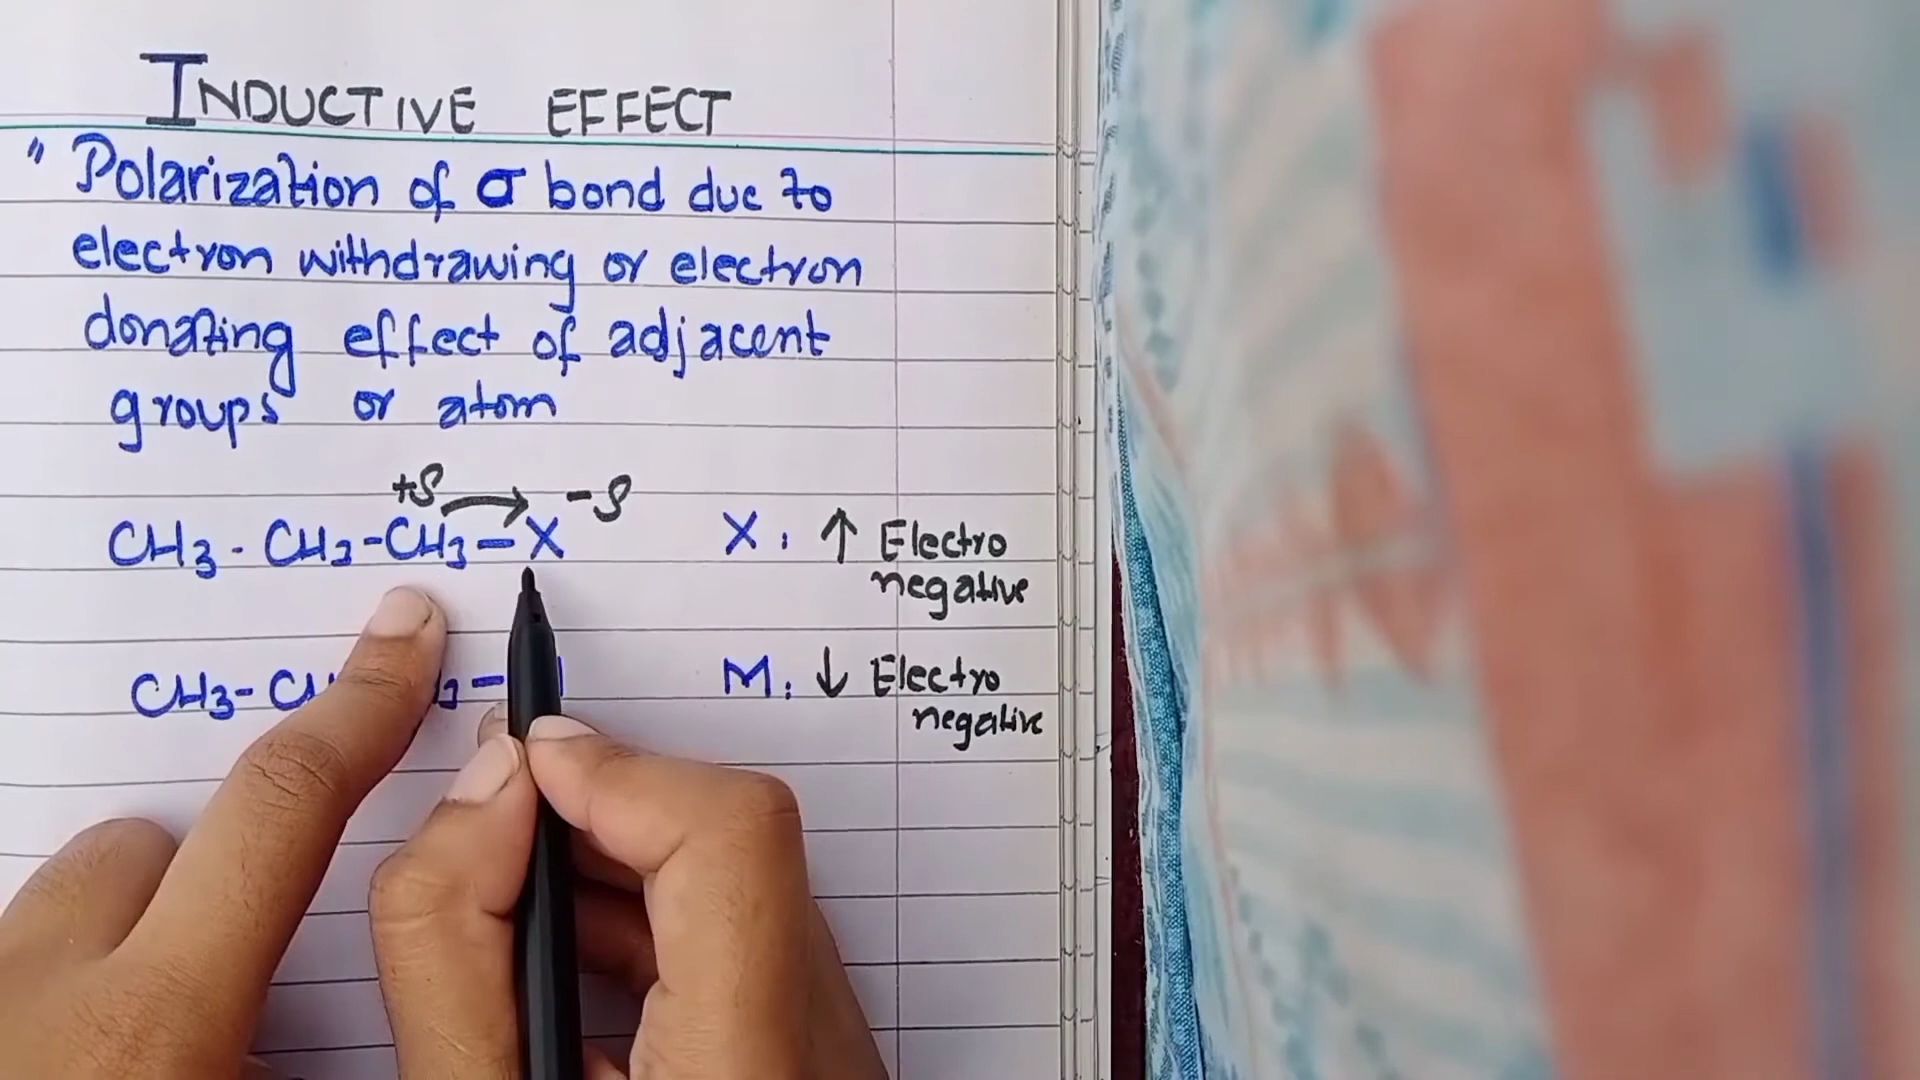 INDUCTIVE EFFECT
" Polarization of σ bond due to
electron withdrawing or electron
donating effect of adjacent
groups or atom
+δ → -δ
CH3 - CH2 - CH3 - X X: ↑ Electro
negative
CH3 - M: ↓ Electro
negative